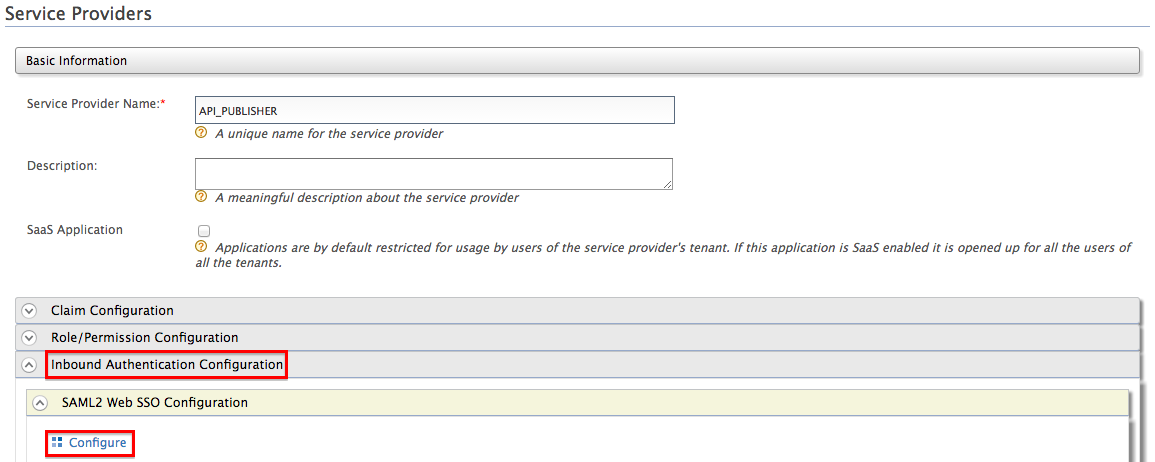 Service Providers
Basic Information
Service Provider Name:*
API_PUBLISHER
? A unique name for the service provider
Description:
? A meaningful description about the service provider
SaaS Application
? Applications are by default restricted for usage by users of the service provider's tenant. If this application is SaaS enabled it is opened up for all the users of
all the tenants.
Claim Configuration
Role/Permission Configuration
Inbound Authentication Configuration
SAML2 Web SSO Configuration
Configure